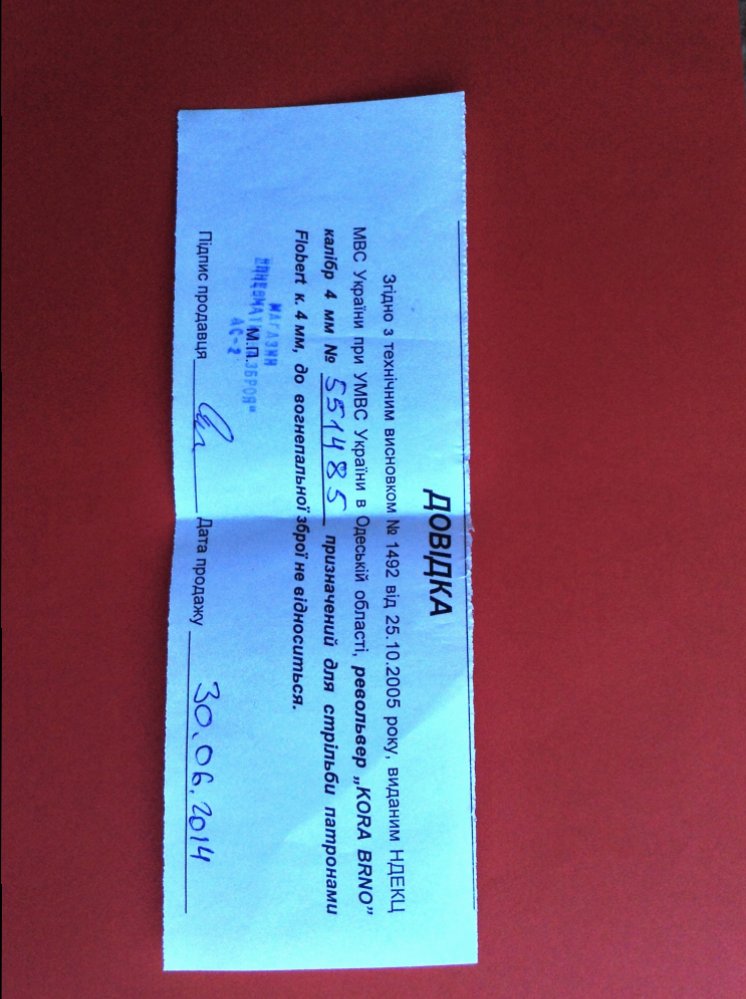 ДОВІДКА
Згідно з технічним висновком № 1492 від 25.10.2005 року, виданим НДЕКЦ
МВС України при УМВС України в Одеській області, револьвер „KORA BRNO”
калібр 4 мм № 551485 призначений для стрільби патронами
Flobert к. 4 мм, до вогнепальної зброї не відноситься.
МАГАЗИН
М.П. ЗБРОЯ"
АС-2
Підпис продавця Дата продажу 30.06.2014